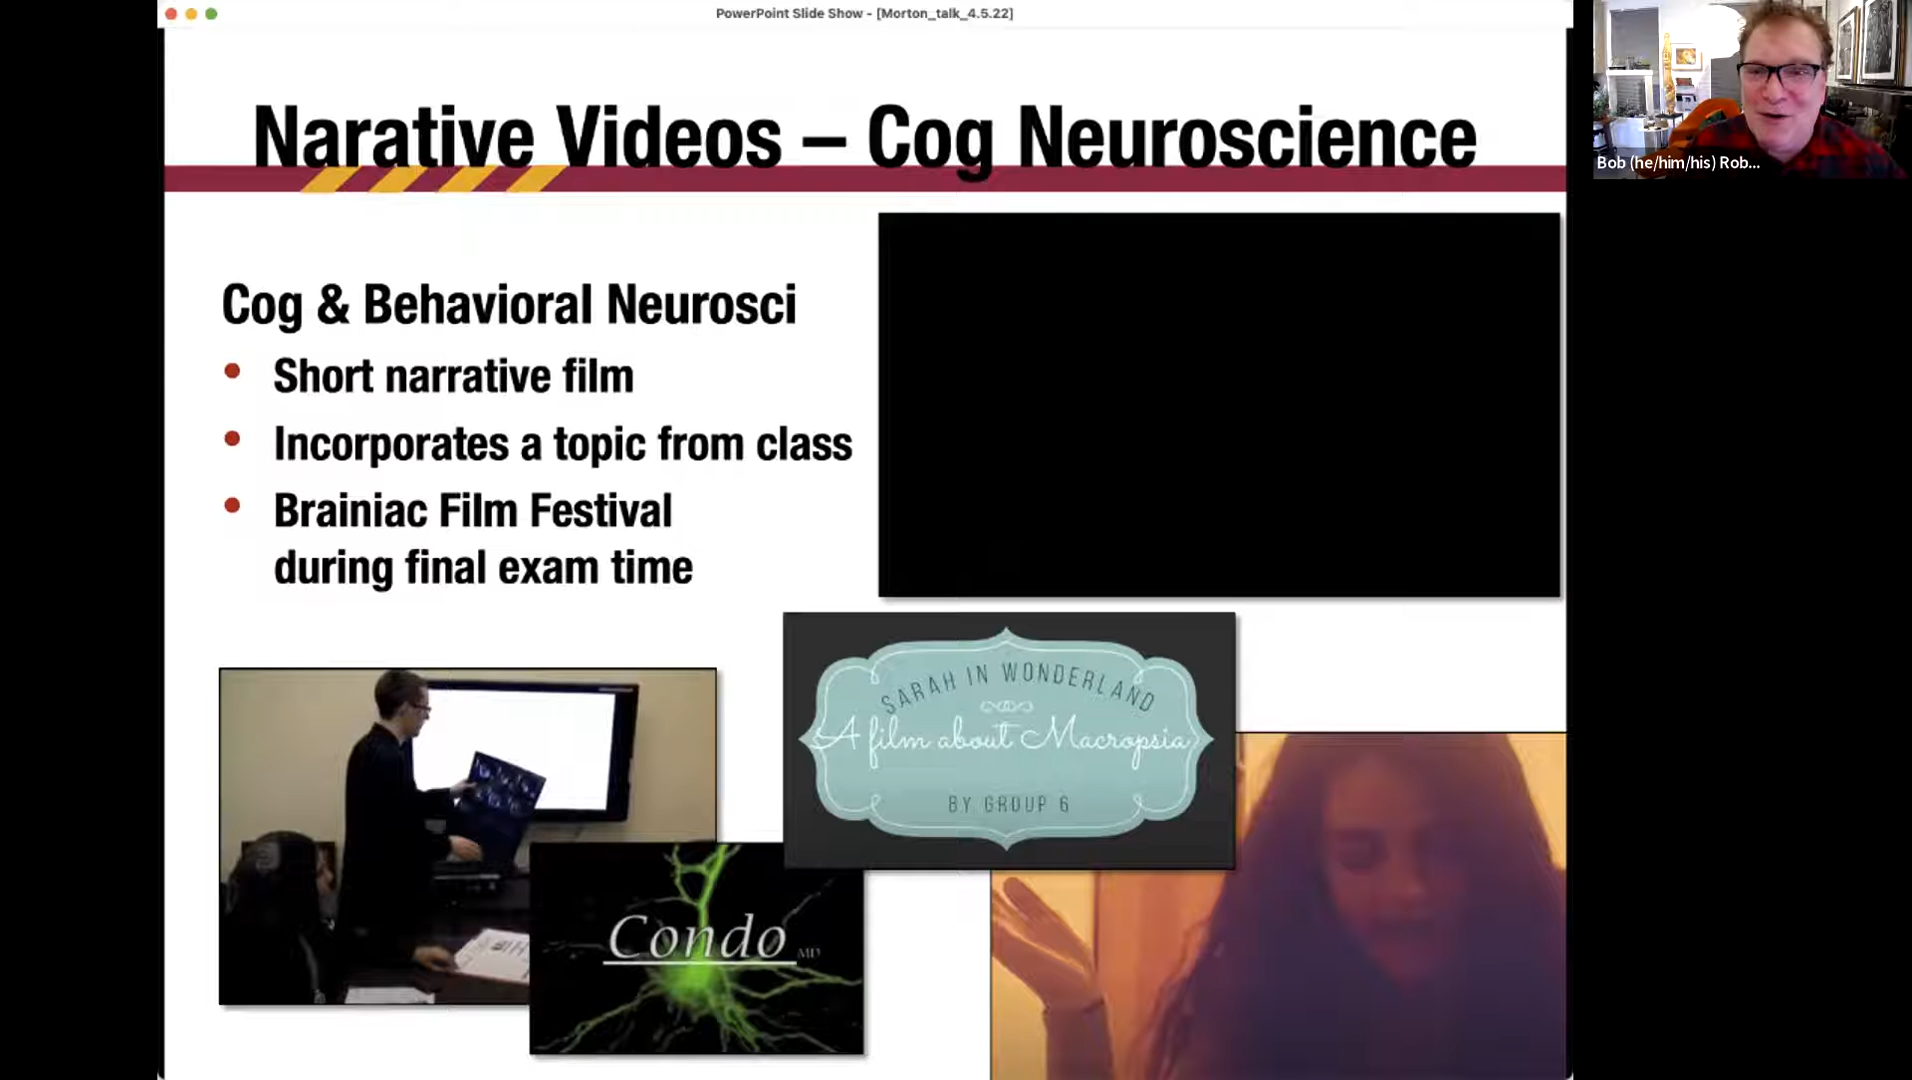 PowerPoint Slide Show - [Morton_talk_4.5.22]
Narative Videos – Cog Neuroscience
Bob (he/him/his) Rob...
Cog & Behavioral Neurosci
• Short narrative film
• Incorporates a topic from class
• Brainiac Film Festival
during final exam time
SARAH IN WONDERLAND
A film about Macropsia
BY GROUP 6
Condo MD